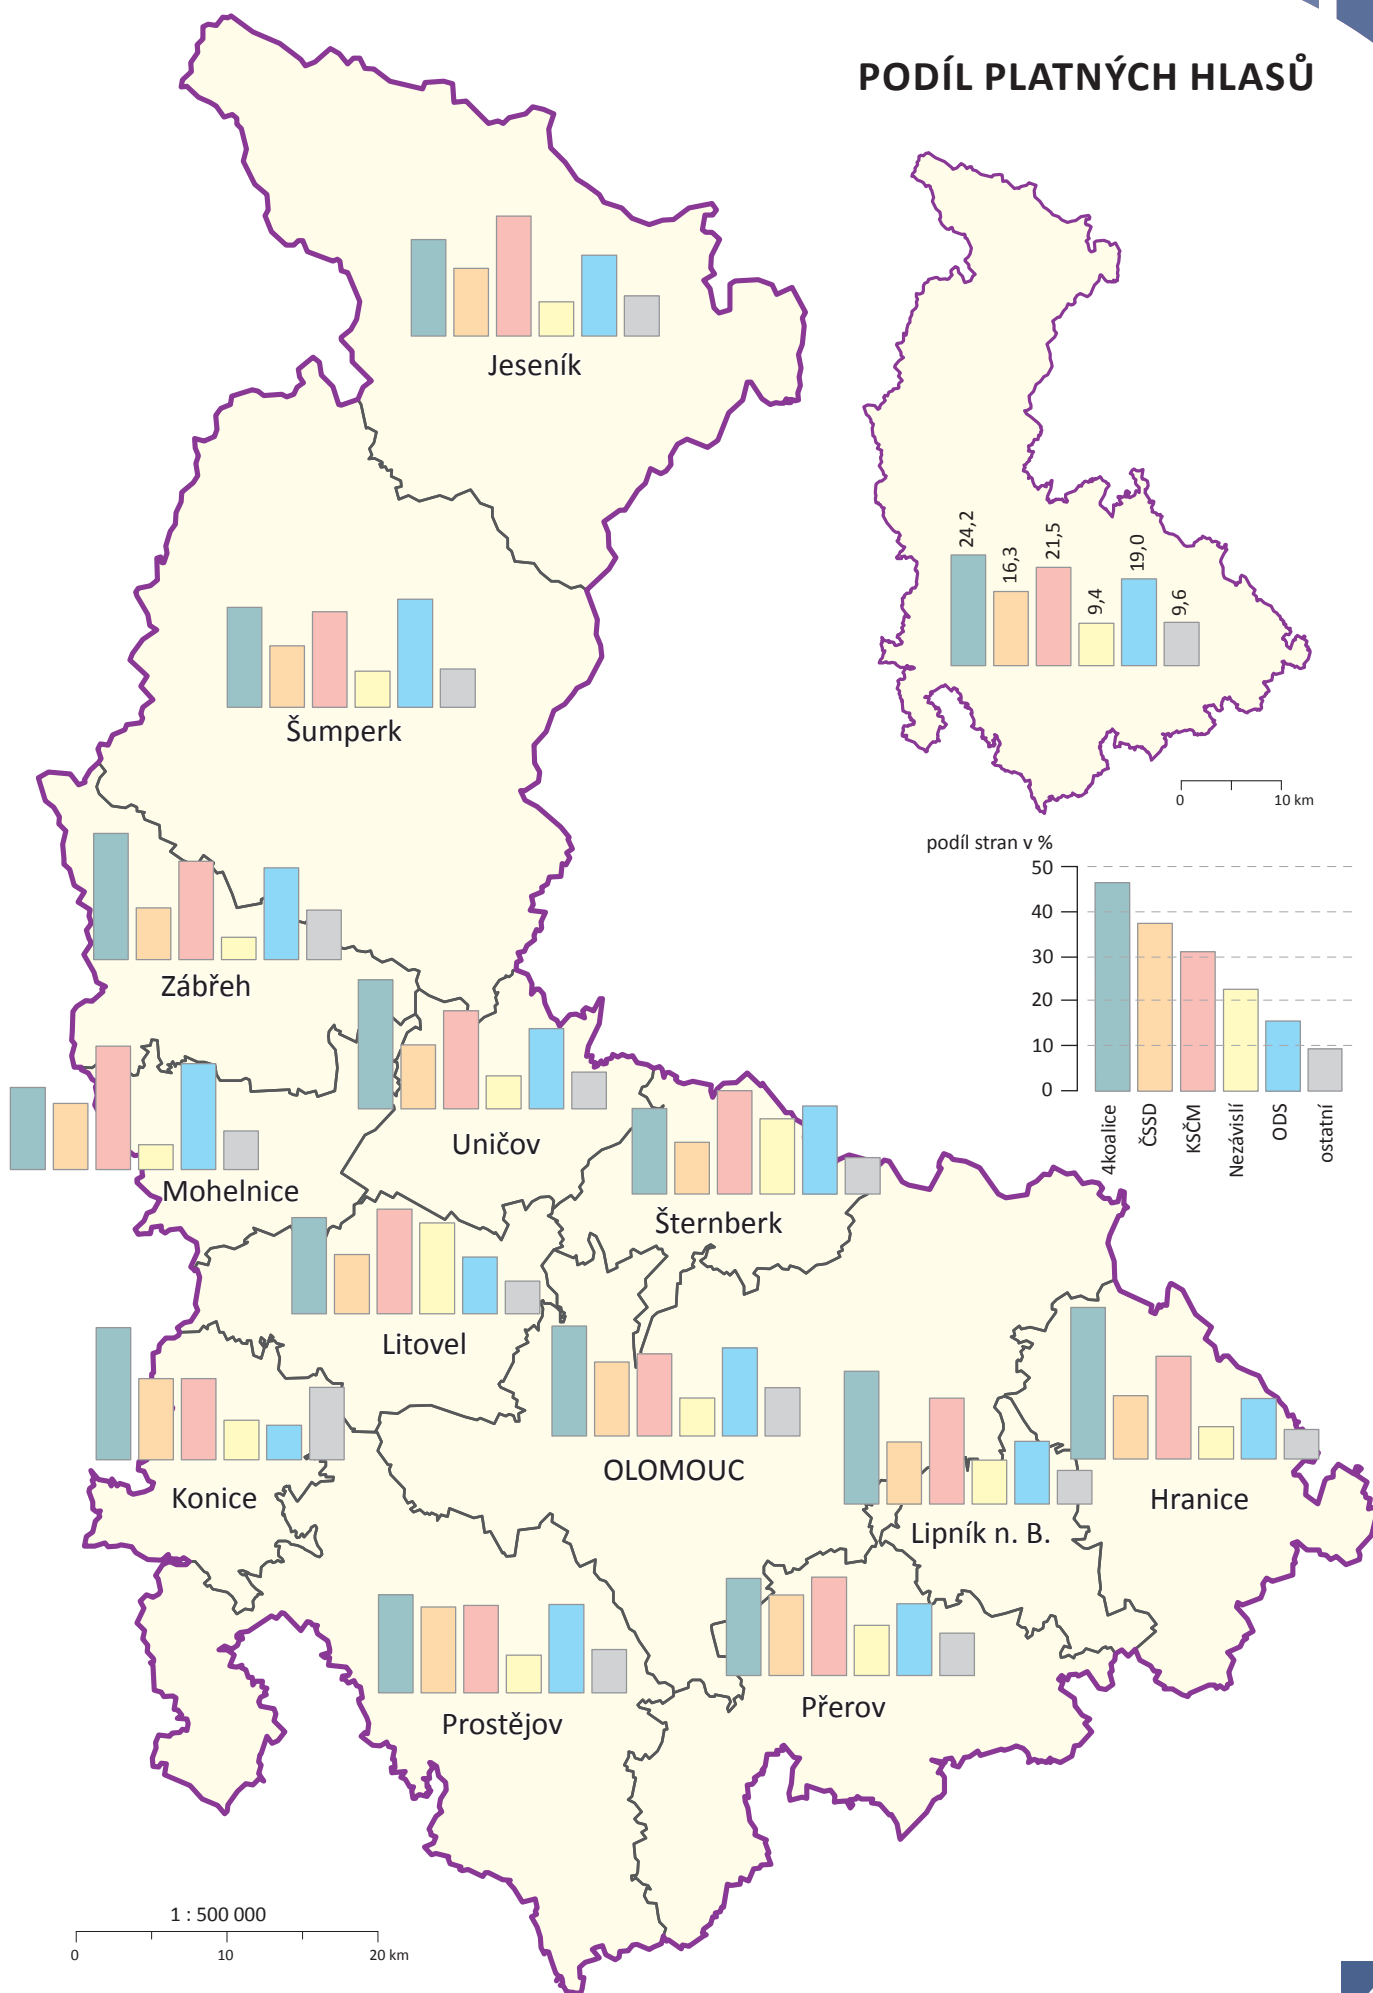 PODÍL PLATNÝCH HLASŮ
Jeseník
24,2
16,3
21,5
9,4
19,0
9,6
Šumperk
0 10 km
podíl stran v %
50
40
30
20
10
0
4koalice
ČSSD
KSČM
Nezávislí
ODS
ostatní
Zábřeh
Uničov
Mohelnice
Šternberk
Litovel
OLOMOUC
Konice
Lipník n. B.
Hranice
Přerov
Prostějov
1 : 500 000
0 10 20 km